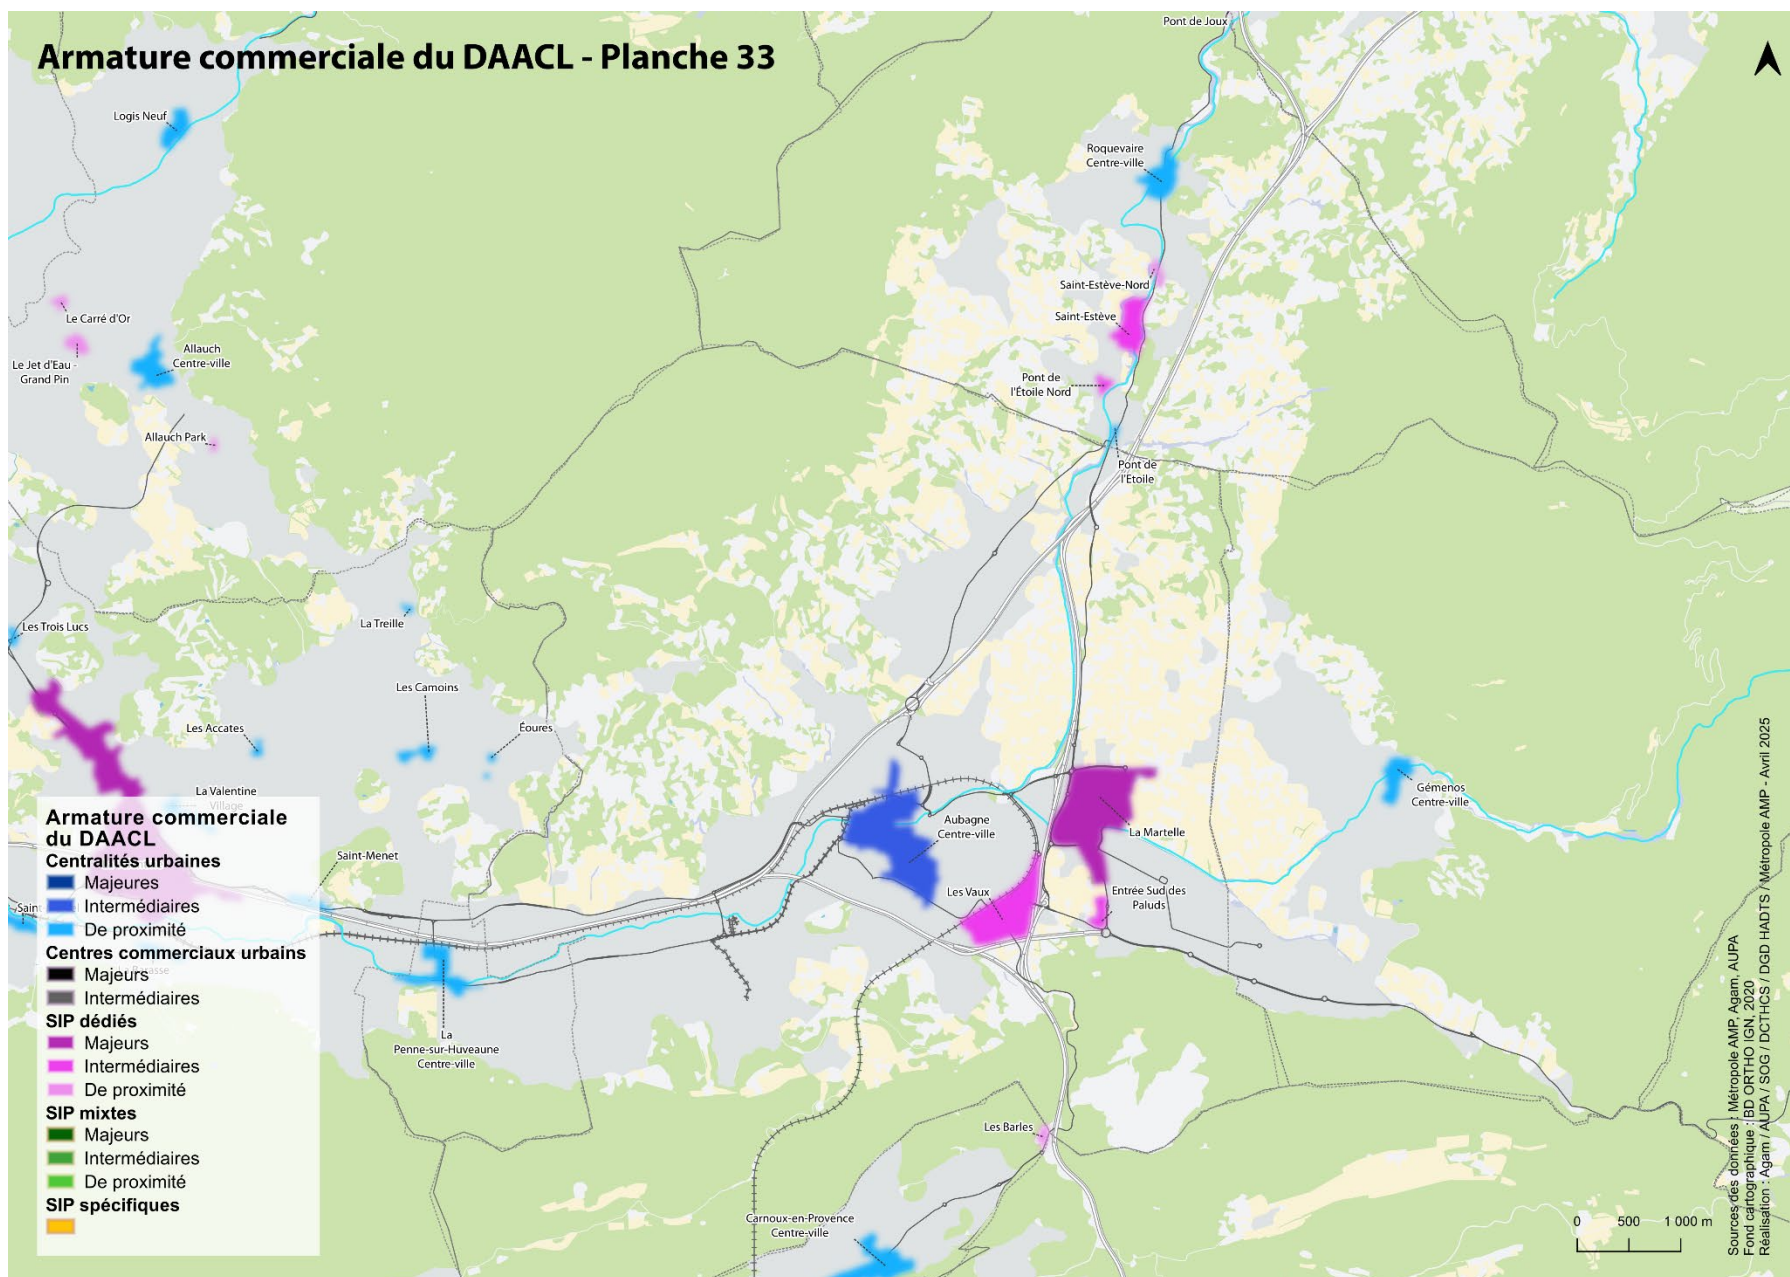 Armature commerciale du DAACL - Planche 33
Pont de Joux
Logis Neuf
Roquevaire
Centre-ville
Saint-Estève-Nord
Saint-Estève
Le Carré d'Or
Allauch
Centre-ville
Le Jet d'Eau -
Grand Pin
Pont de
l'Étoile Nord
Allauch Park
Pont de
l'Etoile
La Treille
Les Trois Lucs
Les Camoins
Les Accates
Éoures
La Valentine
Village
Gémenos
Centre-ville
Aubagne
Centre-ville
La Martelle
Saint-Menet
Les Vaux
Entrée Sud des
Paluds
Saint
La
Penne-sur-Huveaune
Centre-ville
Les Barles
Carnoux-en-Provence
Centre-ville
Armature commerciale
du DAACL
Centralités urbaines
Majeures
Intermédiaires
De proximité
Centres commerciaux urbains
Majeurs
Intermédiaires
SIP dédiés
Majeurs
Intermédiaires
De proximité
SIP mixtes
Majeurs
Intermédiaires
De proximité
SIP spécifiques
0 500 1 000 m
Sources des données : Métropole AMP, Agam, AUPA
Fond cartographique : BD ORTHO IGN, 2020
Réalisation : Agam / AUPA / SOG / DCTHCS / DGD HADTS / Métropole AMP - Avril 2025